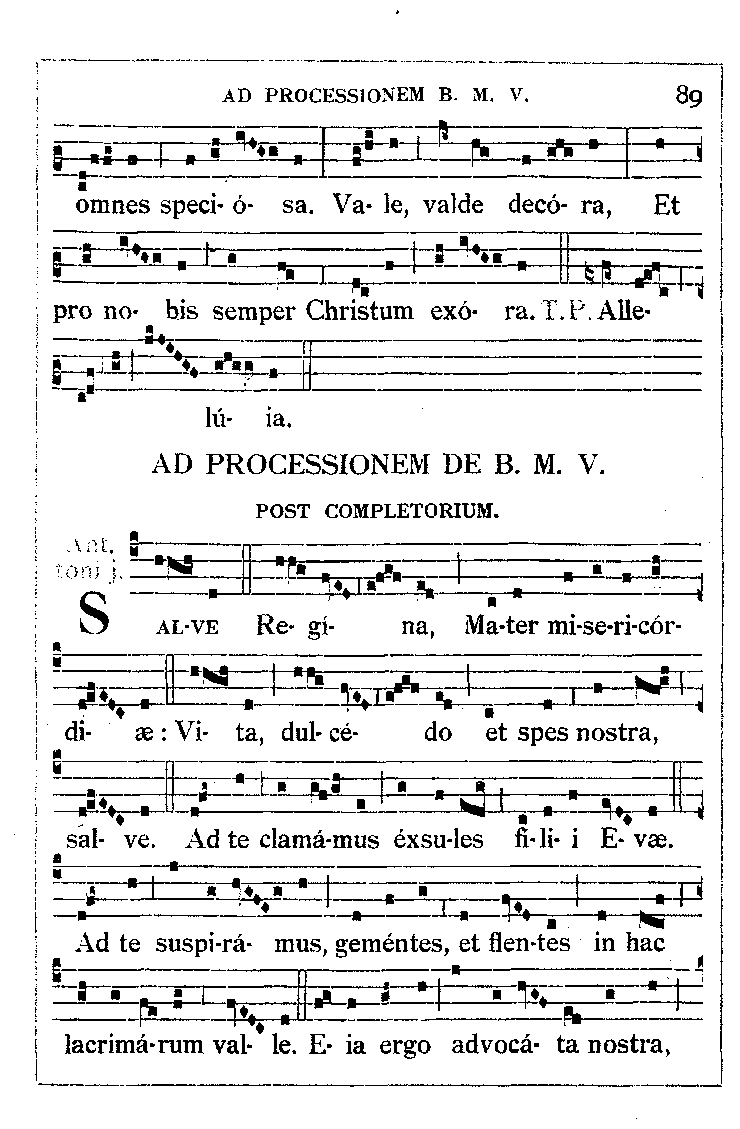 AD PROCESSIONEM B. M. V. 89
omnes speci- ó- sa. Va- le, valde decó- ra, Et
pro no- bis semper Christum exó- ra. T. P. Alle-
lú- ia.
AD PROCESSIONEM DE B. M. V.
POST COMPLETORIUM.
Ant.
toni j.
SAL-VE Re- gí- na, Ma-ter mi-se-ri-cór-
di- æ : Vi- ta, dul- cé- do et spes nostra,
sál- ve. Ad te clamá-mus éxsu-les fí-li- i E- væ.
Ad te suspi-rá- mus, geméntes, et flen-tes in hac
lacrimá-rum val- le. E- ia ergo advocá- ta nostra,